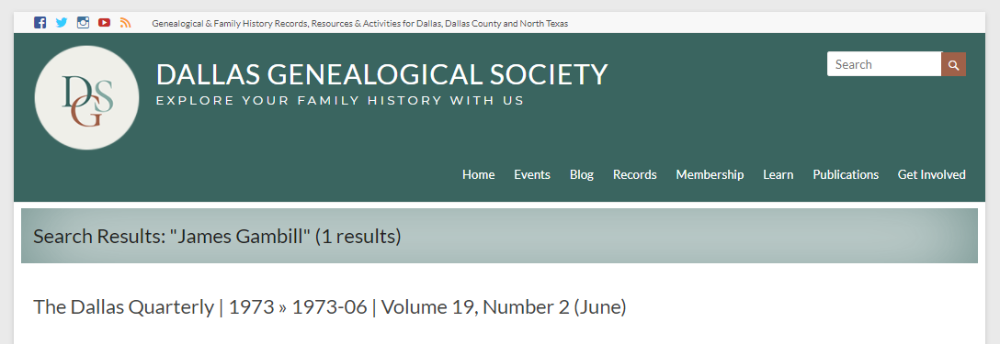 Genealogical & Family History Records, Resources & Activities for Dallas, Dallas County and North Texas
DGS
DALLAS GENEALOGICAL SOCIETY
EXPLORE YOUR FAMILY HISTORY WITH US
Search
Home Events Blog Records Membership Learn Publications Get Involved
Search Results: "James Gambill" (1 results)
The Dallas Quarterly | 1973 » 1973-06 | Volume 19, Number 2 (June)